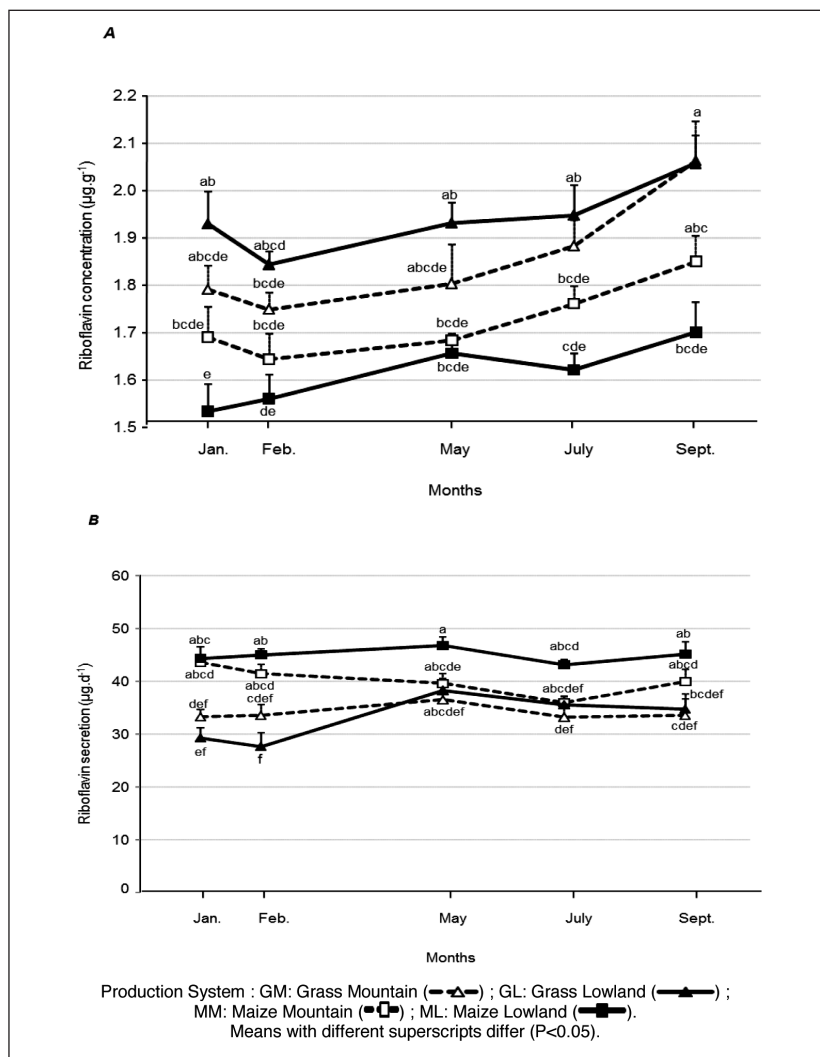 A
Riboflavin concentration (µg.g-1)
2.2
2.1
2.0
1.9
1.8
1.7
1.6
1.5
ab
abcd
ab
ab
a
abcde
bcde
abcde
abc
bcde
bcde
bcde
bcde
e
de
bcde
cde
bcde
Jan.
Feb.
May
July
Sept.
Months
B
Riboflavin secretion (µg.d-1)
60
50
40
30
20
10
0
abc
ab
a
abcd
ab
abcd
abcd
abcde
abcdef
abcd
def
cdef
abcdef
def
bcdef
cdef
ef
f
Jan.
Feb.
May
July
Sept.
Months
Production System : GM: Grass Mountain ( ) ; GL: Grass Lowland ( ) ;
MM: Maize Mountain ( ) ; ML: Maize Lowland ( ).
Means with different superscripts differ (P<0.05).